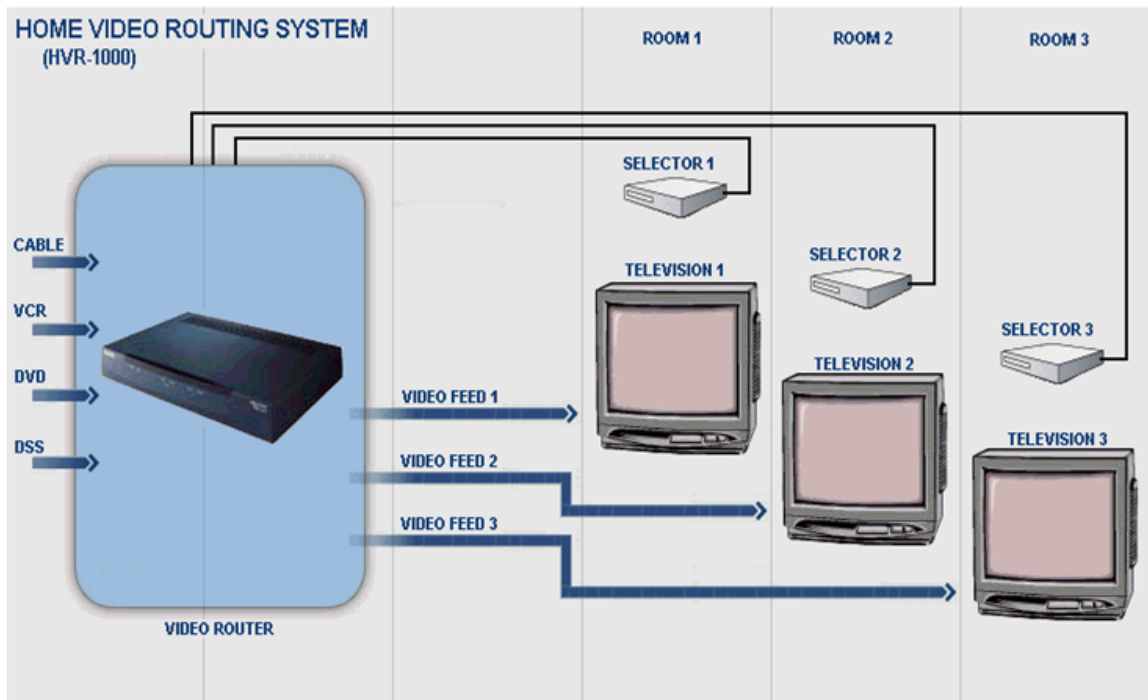 HOME VIDEO ROUTING SYSTEM
(HVR-1000)
ROOM 1
ROOM 2
ROOM 3
SELECTOR 1
SELECTOR 2
SELECTOR 3
CABLE
VCR
DVD
DSS
TELEVISION 1
TELEVISION 2
TELEVISION 3
VIDEO FEED 1
VIDEO FEED 2
VIDEO FEED 3
VIDEO ROUTER